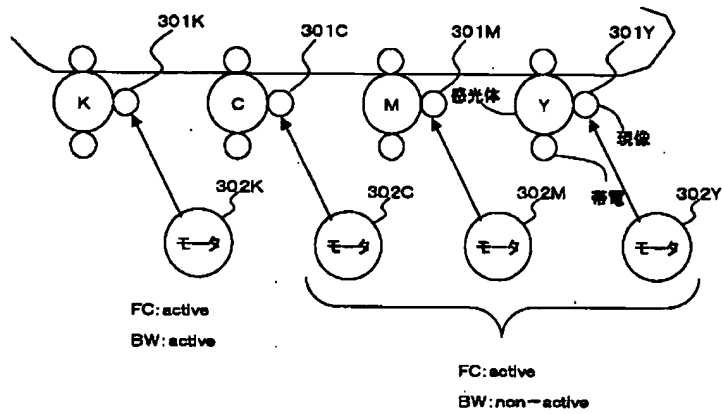 301K
301C
301M
301Y
K
C
M
感光体
Y
現像
帯電
302K
302C
302M
302Y
モータ
モータ
モータ
モータ
FC:active
BW:active
FC:active
BW:non-active